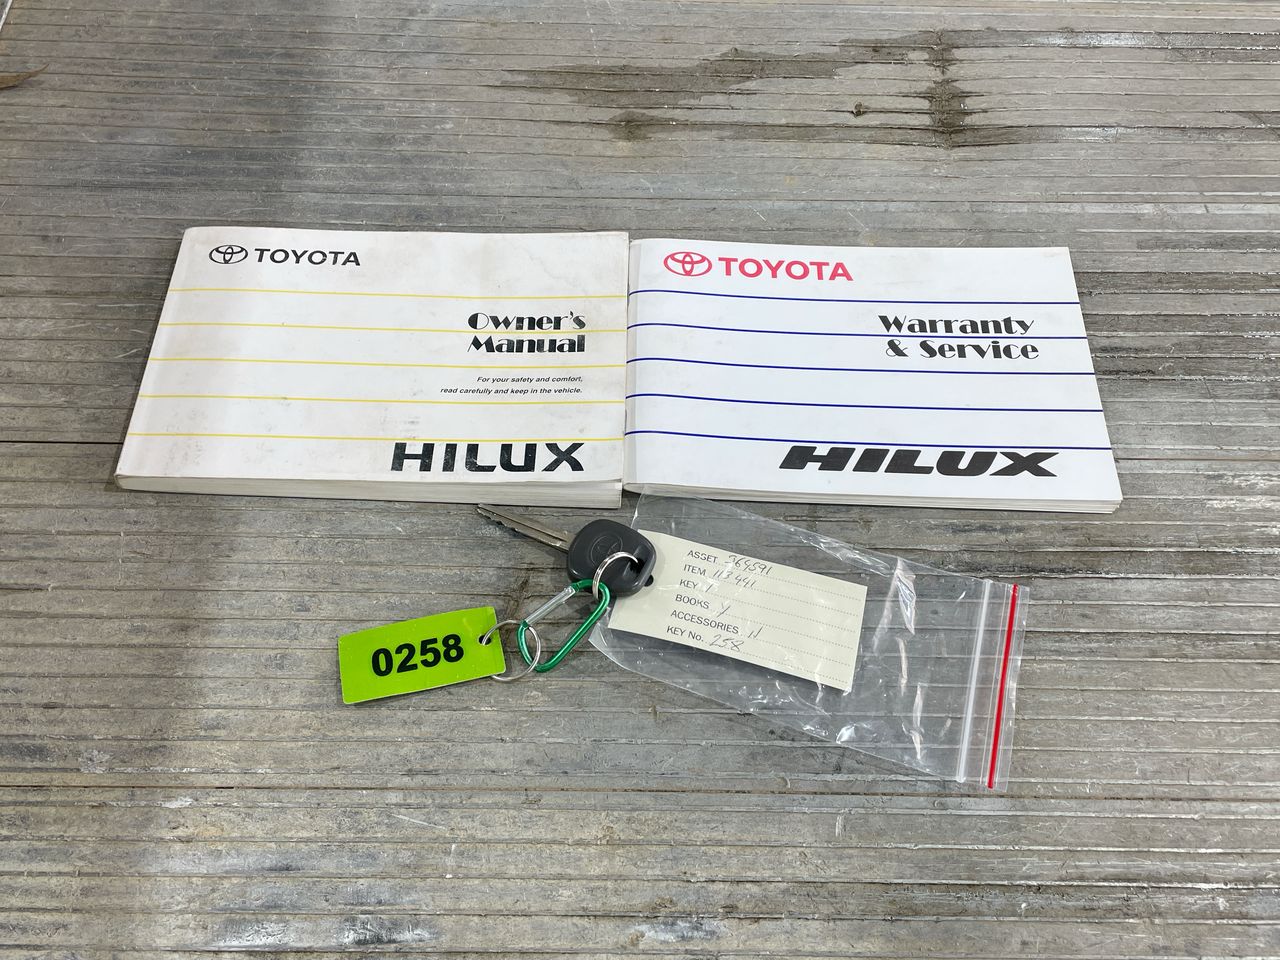 TOYOTA
Owner's
Manual
For your safety and comfort,
read carefully and keep in the vehicle.
HILUX
TOYOTA
Warranty
& Service
HILUX
ASSET 364591
ITEM 113441
KEY 1
BOOKS Y
ACCESSORIES N
KEY No. 258
0258